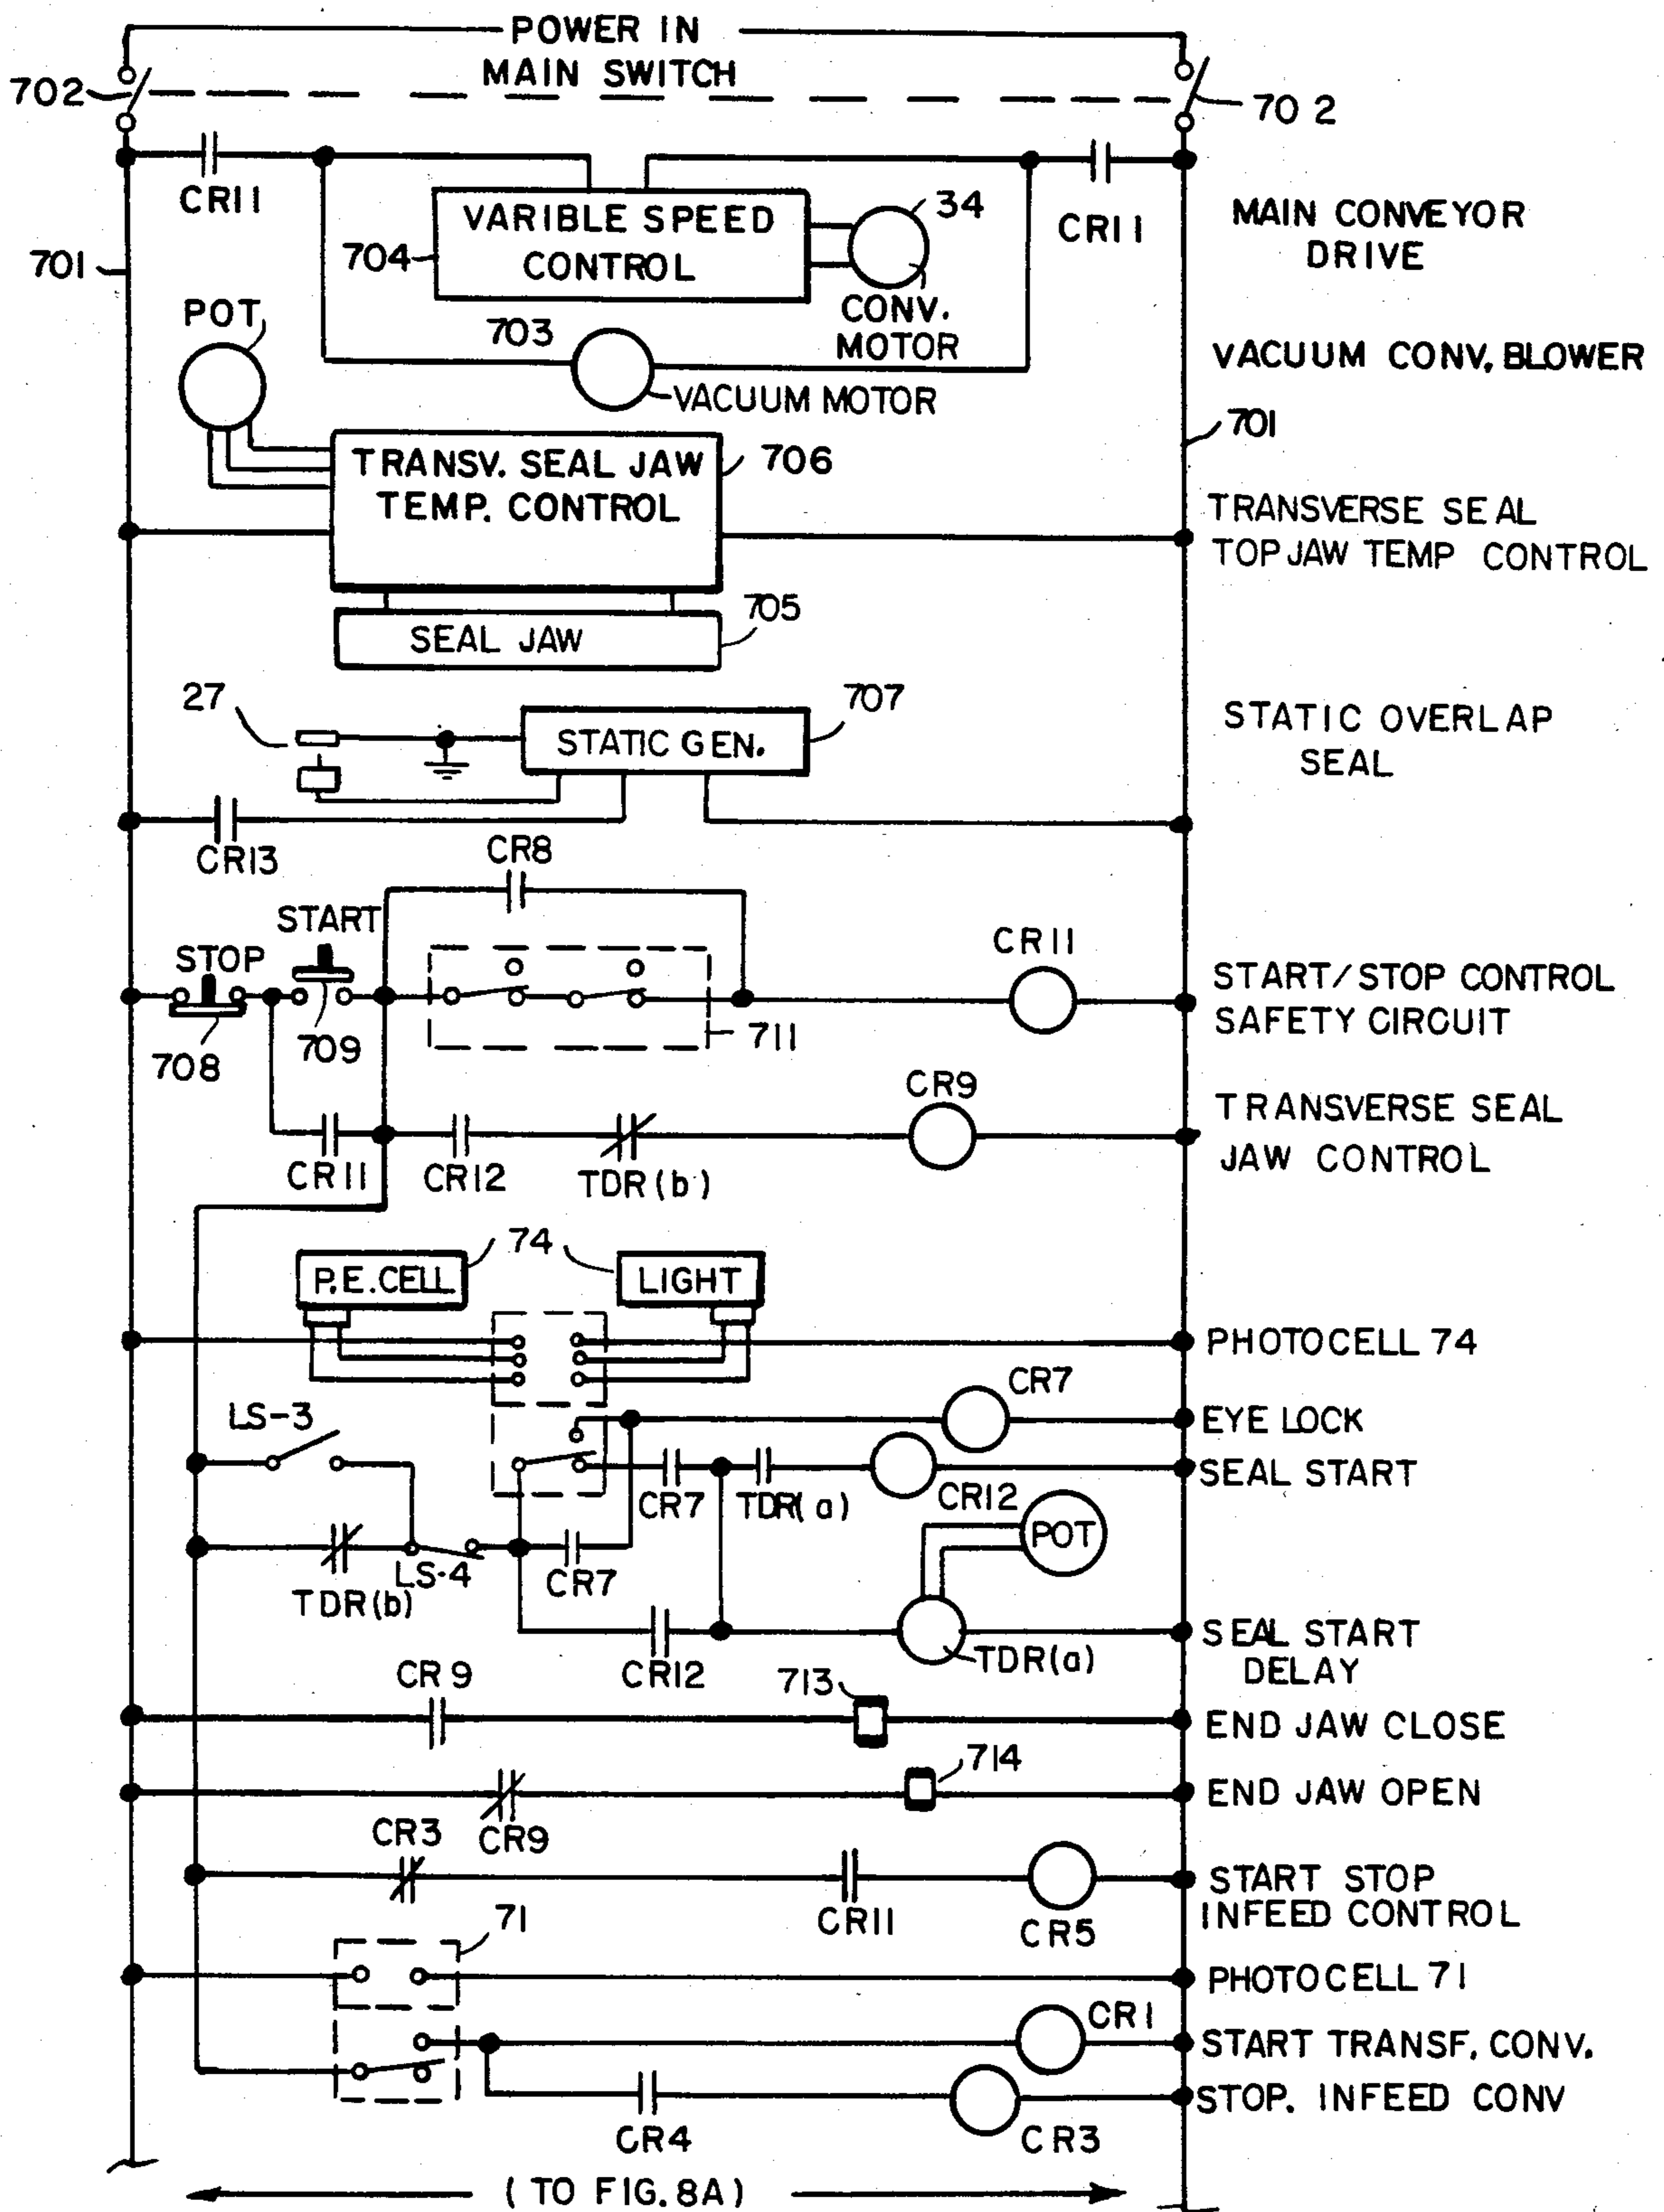 POWER IN
MAIN SWITCH
702
702
CR11
CR11
VARIBLE SPEED
CONTROL
704
34
CONV.
MOTOR
MAIN CONVEYOR
DRIVE
701
POT
703
VACUUM MOTOR
VACUUM CONV, BLOWER
701
TRANSV. SEAL JAW
TEMP. CONTROL
706
TRANSVERSE SEAL
TOP JAW TEMP CONTROL
SEAL JAW
705
27
STATIC GEN.
707
STATIC OVERLAP
SEAL
CR13
CR8
START
STOP
708
709
711
CR11
START/STOP CONTROL
SAFETY CIRCUIT
CR11
CR12
TDR(b)
CR9
TRANSVERSE SEAL
JAW CONTROL
P.E.CELL
74
LIGHT
PHOTOCELL 74
LS-3
CR7
EYE LOCK
CR7
TDR(a)
CR12
SEAL START
POT
TDR(b)
LS-4
CR7
CR12
TDR(a)
SEAL START
DELAY
CR9
713
END JAW CLOSE
714
END JAW OPEN
CR3
CR9
CR11
CR5
START STOP
INFEED CONTROL
71
PHOTOCELL 71
CR1
START TRANSF. CONV.
CR4
CR3
STOP. INFEED CONV
(TO FIG. 8A)